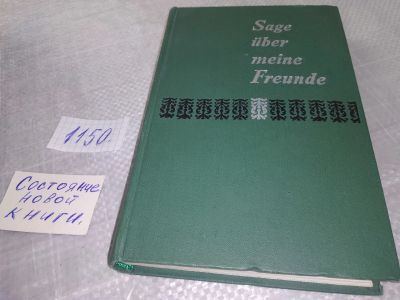 Sage
über
meine
Freunde
1150.
Состояние
новой
книги.